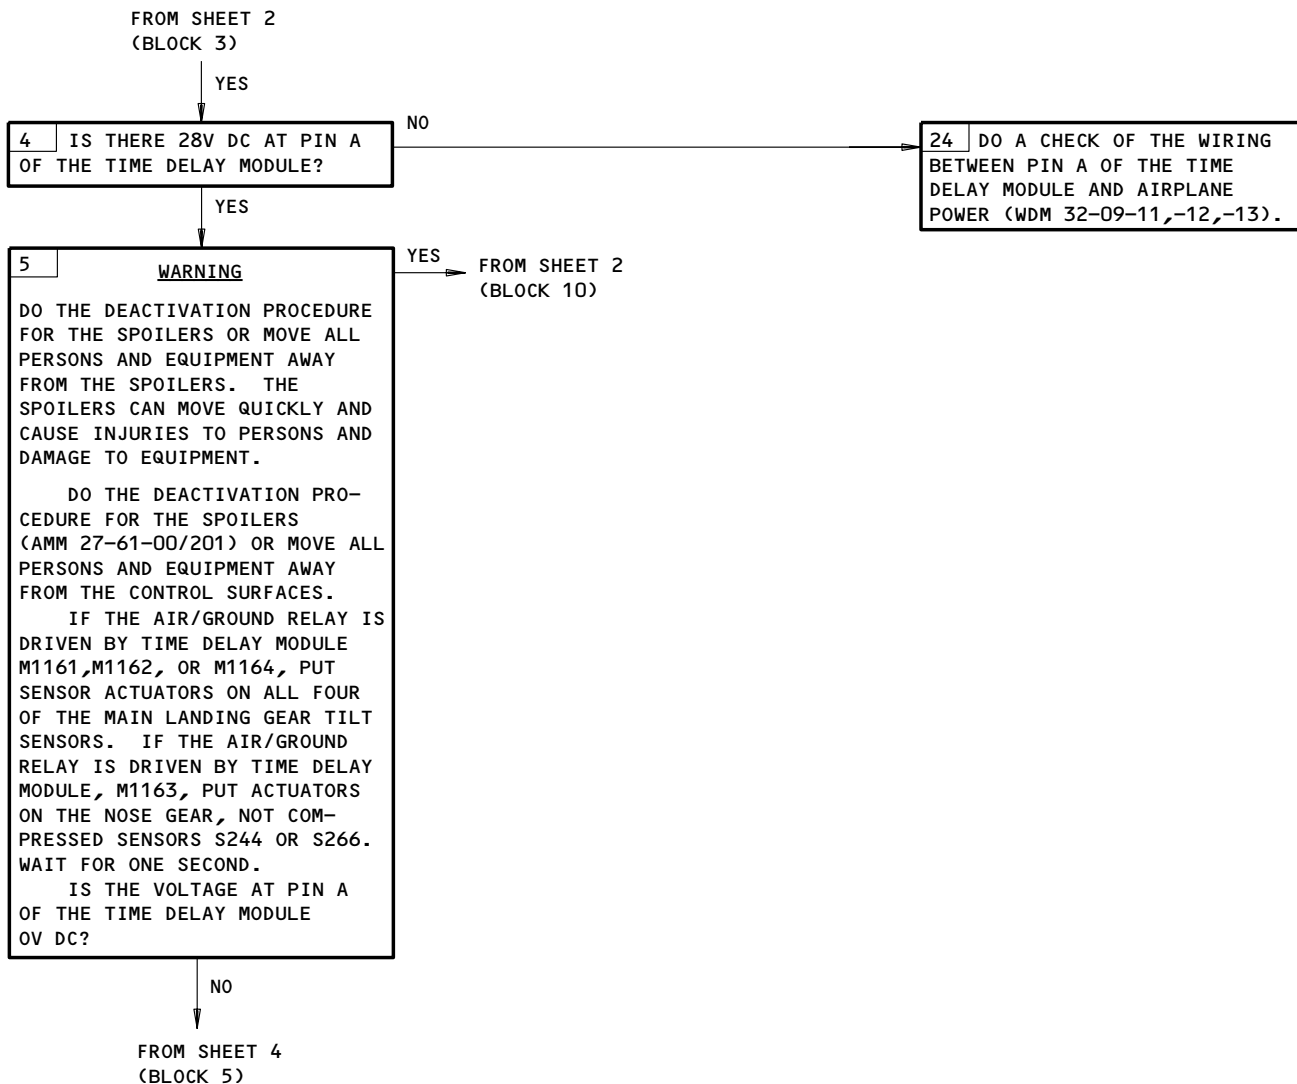 FROM SHEET 2
(BLOCK 3)
YES
4 IS THERE 28V DC AT PIN A
OF THE TIME DELAY MODULE?
NO
24 DO A CHECK OF THE WIRING
BETWEEN PIN A OF THE TIME
DELAY MODULE AND AIRPLANE
POWER (WDM 32-09-11,-12,-13).
YES
5
WARNING
DO THE DEACTIVATION PROCEDURE
FOR THE SPOILERS OR MOVE ALL
PERSONS AND EQUIPMENT AWAY
FROM THE SPOILERS. THE
SPOILERS CAN MOVE QUICKLY AND
CAUSE INJURIES TO PERSONS AND
DAMAGE TO EQUIPMENT.
DO THE DEACTIVATION PRO-
CEDURE FOR THE SPOILERS
(AMM 27-61-00/201) OR MOVE ALL
PERSONS AND EQUIPMENT AWAY
FROM THE CONTROL SURFACES.
IF THE AIR/GROUND RELAY IS
DRIVEN BY TIME DELAY MODULE
M1161,M1162, OR M1164, PUT
SENSOR ACTUATORS ON ALL FOUR
OF THE MAIN LANDING GEAR TILT
SENSORS. IF THE AIR/GROUND
RELAY IS DRIVEN BY TIME DELAY
MODULE, M1163, PUT ACTUATORS
ON THE NOSE GEAR, NOT COM-
PRESSED SENSORS S244 OR S266.
WAIT FOR ONE SECOND.
IS THE VOLTAGE AT PIN A
OF THE TIME DELAY MODULE
0V DC?
YES
FROM SHEET 2
(BLOCK 10)
NO
FROM SHEET 4
(BLOCK 5)